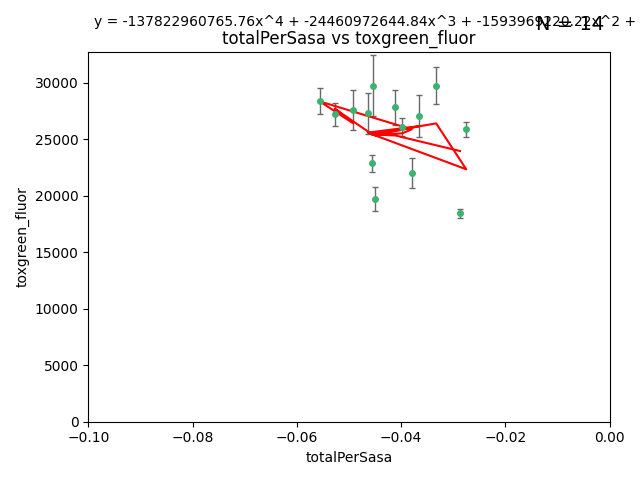 y = -137822960765.76x^4 + -24460972644.84x^3 + -1593969220.22x^2 +
N = 14
totalPerSasa vs toxgreen_fluor
toxgreen_fluor
30000
25000
20000
15000
10000
5000
0
−0.10 −0.08 −0.06 −0.04 −0.02 0.00
totalPerSasa